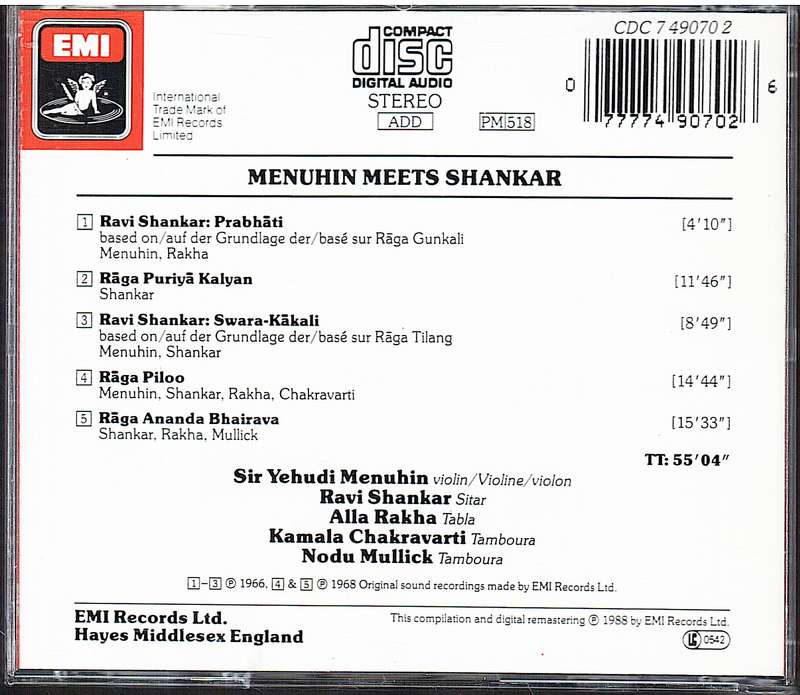 EMI
International
Trade Mark of
EMI Records
Limited
COMPACT
disc
DIGITAL AUDIO
STEREO
ADD
PM 518
CDC 7 49070 2
0 77774 90702 6
MENUHIN MEETS SHANKAR
1 Ravi Shankar: Prabhāti [4'10"]
based on/auf der Grundlage der/basé sur Rāga Gunkali
Menuhin, Rakha
2 Rāga Puriyā Kalyan [11'46"]
Shankar
3 Ravi Shankar: Swara-Kākali [8'49"]
based on/auf der Grundlage der/basé sur Rāga Tilang
Menuhin, Shankar
4 Rāga Piloo [14'44"]
Menuhin, Shankar, Rakha, Chakravarti
5 Rāga Ananda Bhairava [15'33"]
Shankar, Rakha, Mullick
TT: 55'04"
Sir Yehudi Menuhin violin/Violine/violon
Ravi Shankar Sitar
Alla Rakha Tabla
Kamala Chakravarti Tamboura
Nodu Mullick Tamboura
1–3 ℗ 1966, 4 & 5 ℗ 1968 Original sound recordings made by EMI Records Ltd.
EMI Records Ltd.
Hayes Middlesex England
This compilation and digital remastering ℗ 1988 by EMI Records Ltd.
LC 0542